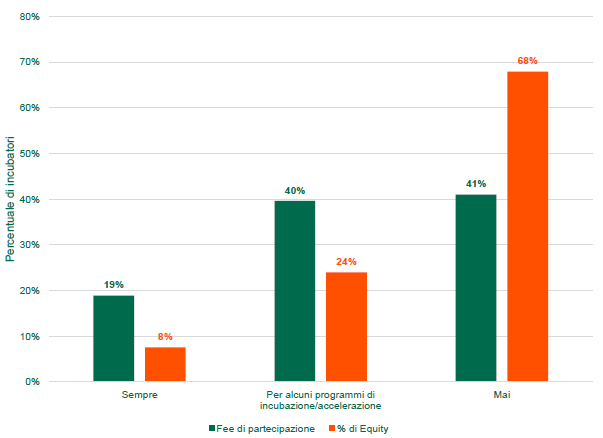 80%
70%
60%
50%
40%
30%
20%
10%
0%
Percentuale di incubatori
19%
8%
40%
24%
41%
68%
Sempre
Per alcuni programmi di
incubazione/accelerazione
Mai
Fee di partecipazione
% di Equity